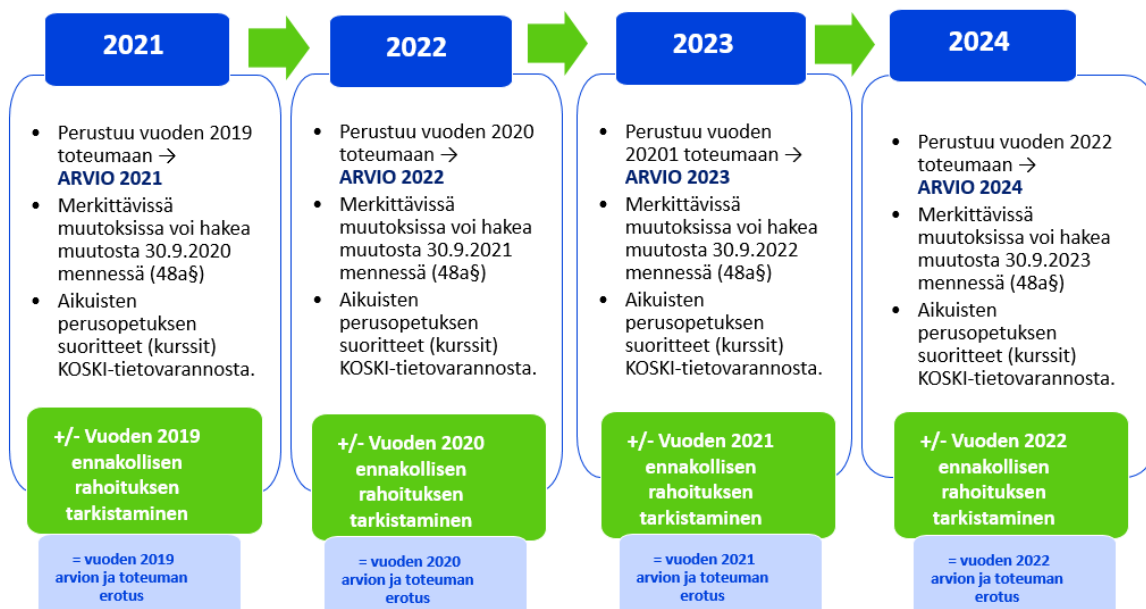 2021
• Perustuu vuoden 2019
toteumaan →
ARVIO 2021
• Merkittävissä
muutoksissa voi hakea
muutosta 30.9.2020
mennessä (48a§)
• Aikuisten
perusopetuksen
suoritteet (kurssit)
KOSKI-tietovarannosta.
+/- Vuoden 2019
ennakollisen
rahoituksen
tarkistaminen
= vuoden 2019
arvion ja toteuman
erotus
2022
• Perustuu vuoden 2020
toteumaan →
ARVIO 2022
• Merkittävissä
muutoksissa voi hakea
muutosta 30.9.2021
mennessä (48a§)
• Aikuisten
perusopetuksen
suoritteet (kurssit)
KOSKI-tietovarannosta.
+/- Vuoden 2020
ennakollisen
rahoituksen
tarkistaminen
= vuoden 2020
arvion ja toteuman
erotus
2023
• Perustuu vuoden
20201 toteumaan →
ARVIO 2023
• Merkittävissä
muutoksissa voi hakea
muutosta 30.9.2022
mennessä (48a§)
• Aikuisten
perusopetuksen
suoritteet (kurssit)
KOSKI-tietovarannosta.
+/- Vuoden 2021
ennakollisen
rahoituksen
tarkistaminen
= vuoden 2021
arvion ja toteuman
erotus
2024
• Perustuu vuoden 2022
toteumaan →
ARVIO 2024
• Merkittävissä
muutoksissa voi hakea
muutosta 30.9.2023
mennessä (48a§)
• Aikuisten
perusopetuksen
suoritteet (kurssit)
KOSKI-tietovarannosta.
+/- Vuoden 2022
ennakollisen
rahoituksen
tarkistaminen
= vuoden 2022
arvion ja toteuman
erotus